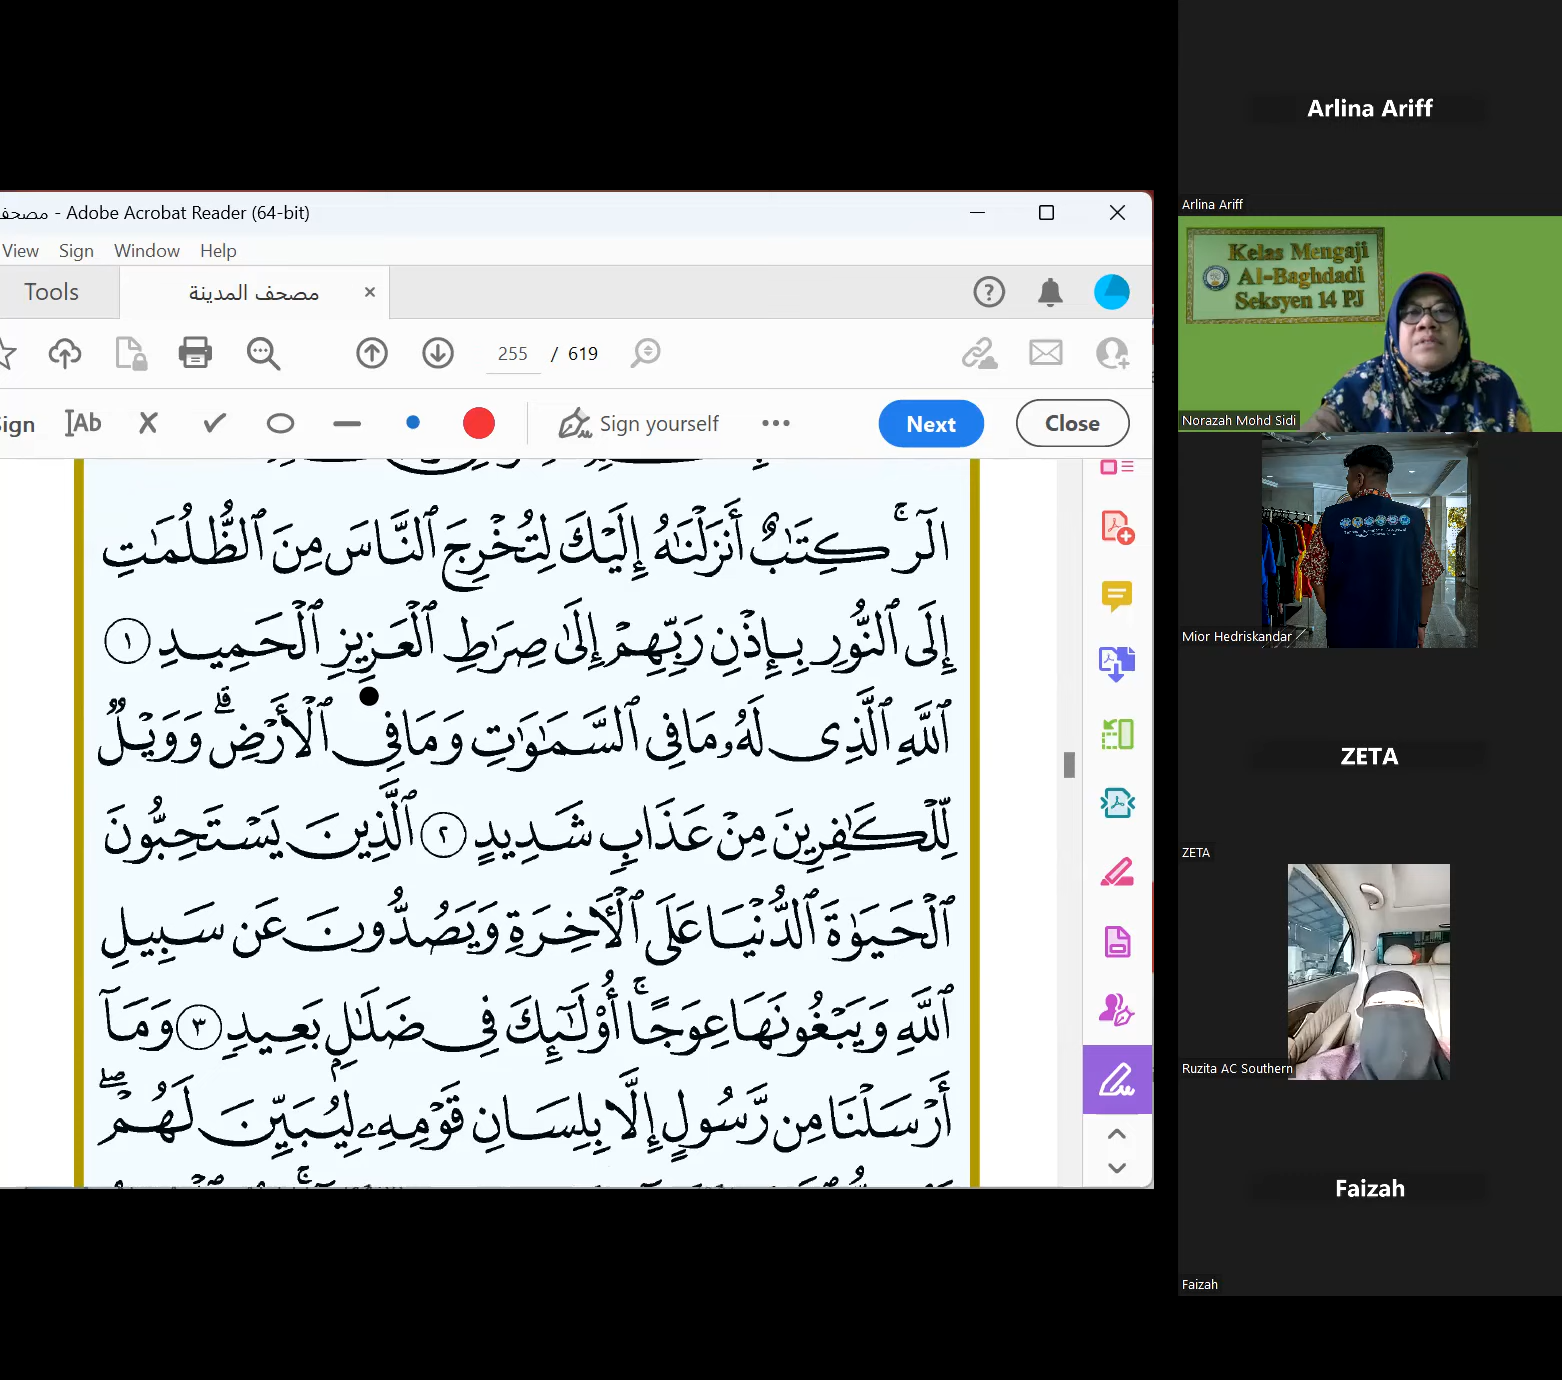 مصحف - Adobe Acrobat Reader (64-bit)
View Sign Window Help
Tools
مصحف المدينة
255 / 619
Sign yourself
Next
Close
الٓرۚ كِتَٰبٌ أَنزَلْنَٰهُ إِلَيْكَ لِتُخْرِجَ ٱلنَّاسَ مِنَ ٱلظُّلُمَٰتِ
إِلَى ٱلنُّورِ بِإِذْنِ رَبِّهِمْ إِلَىٰ صِرَٰطِ ٱلْعَزِيزِ ٱلْحَمِيدِ ١
ٱللَّهِ ٱلَّذِى لَهُۥ مَا فِى ٱلسَّمَٰوَٰتِ وَمَا فِى ٱلْأَرْضِۗ وَوَيْلٌ
لِّلْكَٰفِرِينَ مِنْ عَذَابٍ شَدِيدٍ ٢ ٱلَّذِينَ يَسْتَحِبُّونَ
ٱلْحَيَوٰةَ ٱلدُّنْيَا عَلَى ٱلْءَاخِرَةِ وَيَصُدُّونَ عَن سَبِيلِ
ٱللَّهِ وَيَبْغُونَهَا عِوَجًاۚ أُو۟لَٰٓئِكَ فِى ضَلَٰلٍۭ بَعِيدٍ ٣ وَمَآ
أَرْسَلْنَا مِن رَّسُولٍ إِلَّا بِلِسَانِ قَوْمِهِۦ لِيُبَيِّنَ لَهُمْۖ
Arlina Ariff
Arlina Ariff
Kelas Mengaji
Al-Baghdadi
Seksyen 14 PJ
Norazah Mohd Sidi
Mior Hedriskandar
ZETA
ZETA
Ruzita AC Southern
Faizah
Faizah